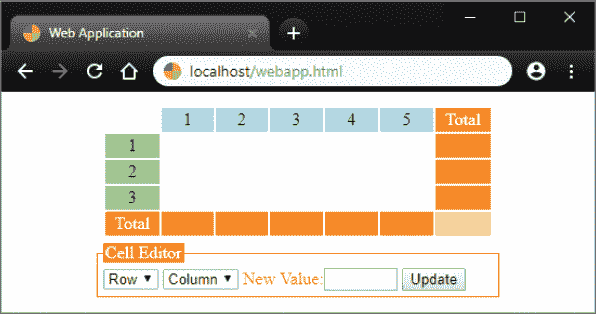 Web Application
localhost/webapp.html
1 2 3 4 5 Total
1
2
3
Total
Cell Editor
Row Column New Value: Update